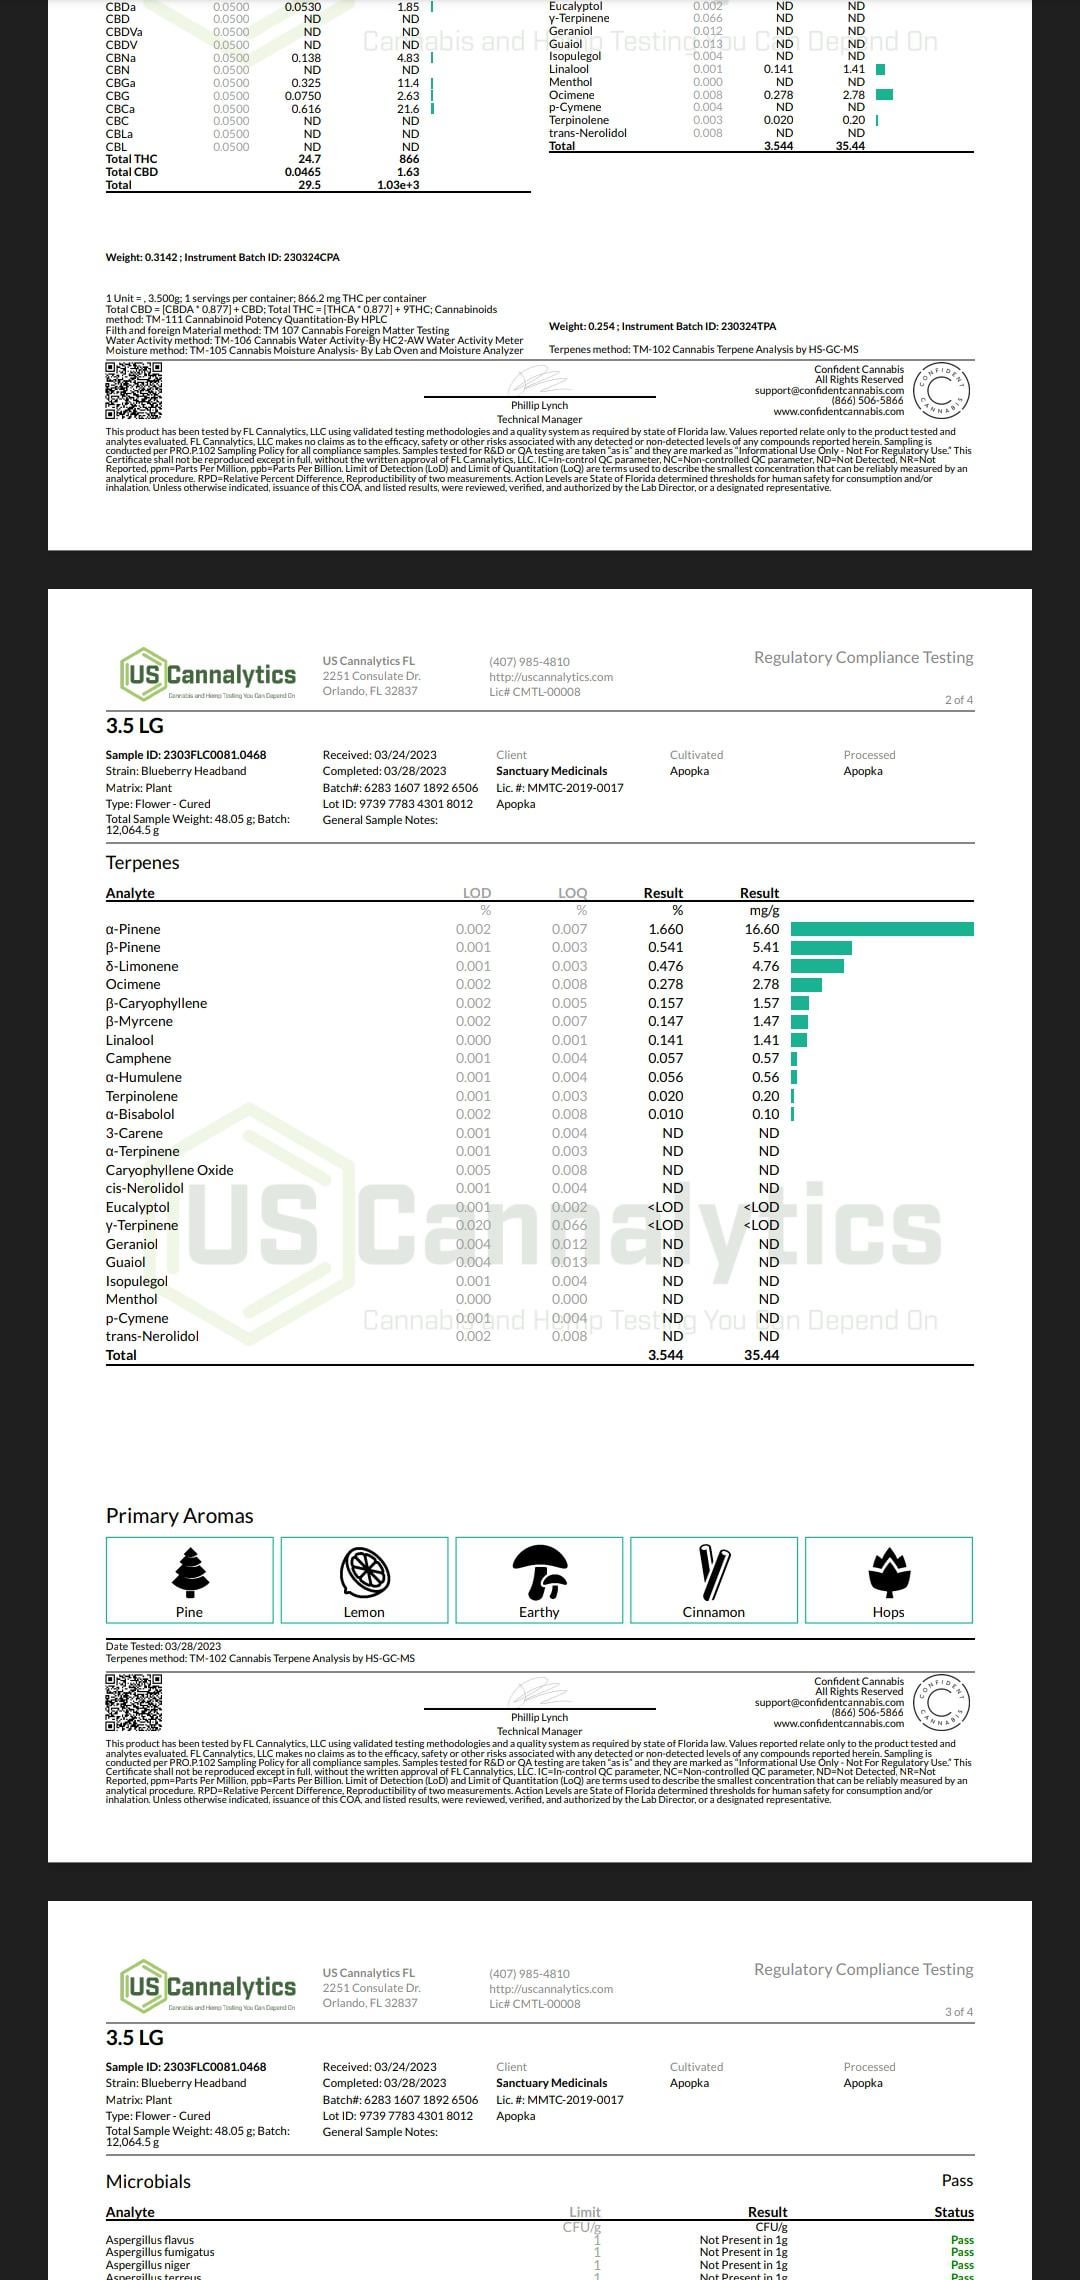 CBDa 0.0500 0.0530 1.85
CBD 0.0500 ND ND
CBDVa 0.0500 ND ND
CBDV 0.0500 ND ND
CBNa 0.0500 0.138 4.83
CBN 0.0500 ND ND
CBGa 0.0500 0.325 11.4
CBG 0.0500 0.0750 2.63
CBCa 0.0500 0.616 21.6
CBC 0.0500 ND ND
CBLa 0.0500 ND ND
CBL 0.0500 ND ND
Total THC 24.7 866
Total CBD 0.0465 1.63
Total 29.5 1.03e+3
Eucalyptol 0.002 ND ND
γ-Terpinene 0.066 ND ND
Geraniol 0.012 ND ND
Guaiol 0.013 ND ND
Isopulegol 0.004 ND ND
Linalool 0.001 0.141 1.41
Menthol 0.000 ND ND
Ocimene 0.008 0.278 2.78
p-Cymene 0.004 ND ND
Terpinolene 0.003 0.020 0.20
trans-Nerolidol 0.008 ND ND
Total 3.544 35.44
Cannabis and Hemp Testing You Can Depend On
Weight: 0.3142 ; Instrument Batch ID: 230324CPA
1 Unit = , 3.500g; 1 servings per container; 866.2 mg THC per container
Total CBD = [CBDA * 0.877] + CBD; Total THC = [THCA * 0.877] + 9THC; Cannabinoids
method: TM-111 Cannabinoid Potency Quantitation-By HPLC
Filth and foreign Material method: TM 107 Cannabis Foreign Matter Testing
Water Activity method: TM-106 Cannabis Water Activity-By HC2-AW Water Activity Meter
Moisture method: TM-105 Cannabis Moisture Analysis- By Lab Oven and Moisture Analyzer
Weight: 0.254 ; Instrument Batch ID: 230324TPA
Terpenes method: TM-102 Cannabis Terpene Analysis by HS-GC-MS
Phillip Lynch
Technical Manager
Confident Cannabis
All Rights Reserved
support@confidentcannabis.com
(866) 506-5866
www.confidentcannabis.com
CONFIDENT CANNABIS
This product has been tested by FL Cannalytics, LLC using validated testing methodologies and a quality system as required by state of Florida law. Values reported relate only to the product tested and
analytes evaluated. FL Cannalytics, LLC makes no claims as to the efficacy, safety or other risks associated with any detected or non-detected levels of any compounds reported herein. Sampling is
conducted per PRO.P.102 Sampling Policy for all compliance samples. Samples tested for R&D or QA testing are taken "as is" and they are marked as "Informational Use Only - Not For Regulatory Use." This
Certificate shall not be reproduced except in full, without the written approval of FL Cannalytics, LLC. IC=In-control QC parameter, NC=Non-controlled QC parameter, ND=Not Detected, NR=Not
Reported, ppm=Parts Per Million, ppb=Parts Per Billion. Limit of Detection (LoD) and Limit of Quantitation (LoQ) are terms used to describe the smallest concentration that can be reliably measured by an
analytical procedure. RPD=Relative Percent Difference, Reproductibility of two measurements. Action Levels are State of Florida determined thresholds for human safety for consumption and/or
inhalation. Unless otherwise indicated, issuance of this COA, and listed results, were reviewed, verified, and authorized by the Lab Director, or a designated representative.
US Cannalytics
Cannabis and Hemp Testing You Can Depend On
US Cannalytics FL
2251 Consulate Dr.
Orlando, FL 32837
(407) 985-4810
http://uscannalytics.com
Lic# CMTL-00008
Regulatory Compliance Testing
2 of 4
3.5 LG
Sample ID: 2303FLC0081.0468
Strain: Blueberry Headband
Matrix: Plant
Type: Flower - Cured
Total Sample Weight: 48.05 g; Batch:
12,064.5 g
Received: 03/24/2023
Completed: 03/28/2023
Batch#: 6283 1607 1892 6506
Lot ID: 9739 7783 4301 8012
General Sample Notes:
Client
Sanctuary Medicinals
Lic. #: MMTC-2019-0017
Apopka
Cultivated
Apopka
Processed
Apopka
Terpenes
Analyte LOD LOQ Result Result
% % % mg/g
α-Pinene 0.002 0.007 1.660 16.60
β-Pinene 0.001 0.003 0.541 5.41
δ-Limonene 0.001 0.003 0.476 4.76
Ocimene 0.002 0.008 0.278 2.78
β-Caryophyllene 0.002 0.005 0.157 1.57
β-Myrcene 0.002 0.007 0.147 1.47
Linalool 0.000 0.001 0.141 1.41
Camphene 0.001 0.004 0.057 0.57
α-Humulene 0.001 0.004 0.056 0.56
Terpinolene 0.001 0.003 0.020 0.20
α-Bisabolol 0.002 0.008 0.010 0.10
3-Carene 0.001 0.004 ND ND
α-Terpinene 0.001 0.003 ND ND
Caryophyllene Oxide 0.005 0.008 ND ND
cis-Nerolidol 0.001 0.004 ND ND
Eucalyptol 0.001 0.002 <LOD <LOD
γ-Terpinene 0.020 0.066 <LOD <LOD
Geraniol 0.004 0.012 ND ND
Guaiol 0.004 0.013 ND ND
Isopulegol 0.001 0.004 ND ND
Menthol 0.000 0.000 ND ND
p-Cymene 0.001 0.004 ND ND
trans-Nerolidol 0.002 0.008 ND ND
Total 3.544 35.44
US Cannalytics
Cannabis and Hemp Testing You Can Depend On
Primary Aromas
Pine Lemon Earthy Cinnamon Hops
Date Tested: 03/28/2023
Terpenes method: TM-102 Cannabis Terpene Analysis by HS-GC-MS
Phillip Lynch
Technical Manager
Confident Cannabis
All Rights Reserved
support@confidentcannabis.com
(866) 506-5866
www.confidentcannabis.com
CONFIDENT CANNABIS
This product has been tested by FL Cannalytics, LLC using validated testing methodologies and a quality system as required by state of Florida law. Values reported relate only to the product tested and
analytes evaluated. FL Cannalytics, LLC makes no claims as to the efficacy, safety or other risks associated with any detected or non-detected levels of any compounds reported herein. Sampling is
conducted per PRO.P.102 Sampling Policy for all compliance samples. Samples tested for R&D or QA testing are taken "as is" and they are marked as "Informational Use Only - Not For Regulatory Use." This
Certificate shall not be reproduced except in full, without the written approval of FL Cannalytics, LLC. IC=In-control QC parameter, NC=Non-controlled QC parameter, ND=Not Detected, NR=Not
Reported, ppm=Parts Per Million, ppb=Parts Per Billion. Limit of Detection (LoD) and Limit of Quantitation (LoQ) are terms used to describe the smallest concentration that can be reliably measured by an
analytical procedure. RPD=Relative Percent Difference, Reproductibility of two measurements. Action Levels are State of Florida determined thresholds for human safety for consumption and/or
inhalation. Unless otherwise indicated, issuance of this COA, and listed results, were reviewed, verified, and authorized by the Lab Director, or a designated representative.
US Cannalytics
Cannabis and Hemp Testing You Can Depend On
US Cannalytics FL
2251 Consulate Dr.
Orlando, FL 32837
(407) 985-4810
http://uscannalytics.com
Lic# CMTL-00008
Regulatory Compliance Testing
3 of 4
3.5 LG
Sample ID: 2303FLC0081.0468
Strain: Blueberry Headband
Matrix: Plant
Type: Flower - Cured
Total Sample Weight: 48.05 g; Batch:
12,064.5 g
Received: 03/24/2023
Completed: 03/28/2023
Batch#: 6283 1607 1892 6506
Lot ID: 9739 7783 4301 8012
General Sample Notes:
Client
Sanctuary Medicinals
Lic. #: MMTC-2019-0017
Apopka
Cultivated
Apopka
Processed
Apopka
Microbials Pass
Analyte Limit Result Status
CFU/g CFU/g
Aspergillus flavus 1 Not Present in 1g Pass
Aspergillus fumigatus 1 Not Present in 1g Pass
Aspergillus niger 1 Not Present in 1g Pass
Aspergillus terreus 1 Not Present in 1g Pass